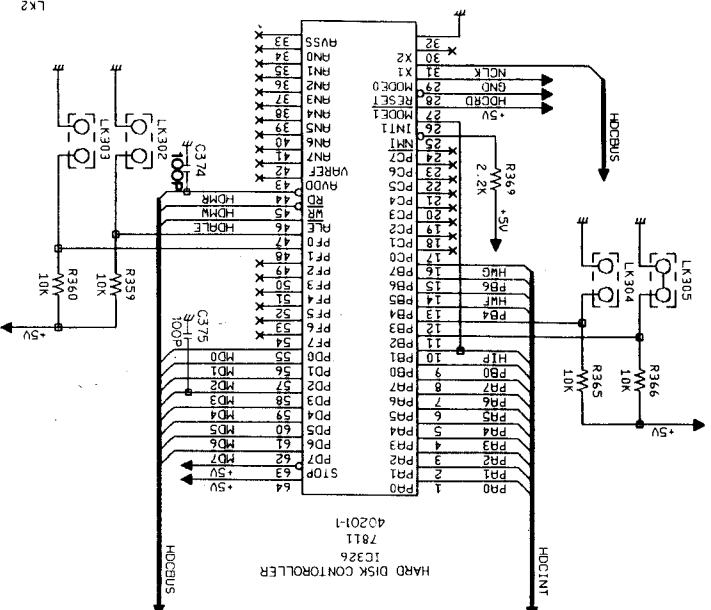 HARD DISK CONTOROLLER
IC326
7811
40201-1
HDCINT
HDCBUS
PA0 1 PA0
PA1 2 PA1
PA2 3 PA2
PA3 4 PA3
PA4 5 PA4
PA5 6 PA5
PA6 7 PA6
PA7 8 PA7
PB0 9 PB0
HIP 10 PB1
11 PB2
12 PB3
PB4 13 PB4
HWF 14 PB5
PB6 15 PB6
HWG 16 PB7
17 PC0
18 PC1
19 PC2
20 PC3
21 PC4
22 PC5
23 PC6
24 PC7
25 NMI
26 INT1
+5V 27 MODE1
HDCRD 28 RESET
GND 29 MODE0
NCLK 31 X1
30 X2
32
64 +5V
STOP 63 +5V
PD7 62 MD7
PD6 61 MD6
PD5 60 MD5
PD4 59 MD4
PD3 58 MD3
PD2 57 MD2
PD1 56 MD1
PD0 55 MD0
PF7 54
PF6 53
PF5 52
PF4 51
PF3 50
PF2 49
PF1 48
PF0 47
ALE 46 HDALE
WR 45 HDMW
RD 44 HDMR
AVDD 43
VAREF 42
AN7 41
AN6 40
AN5 39
AN4 38
AN3 37
AN2 36
AN1 35
AN0 34
AVSS 33
+5V
R366
10K
R365
10K
LK305
LK304
R369
2.2K
+5V
HDCBUS
C375
100P
C374
100P
+5V
R359
10K
R360
10K
LK302
LK303
LK2